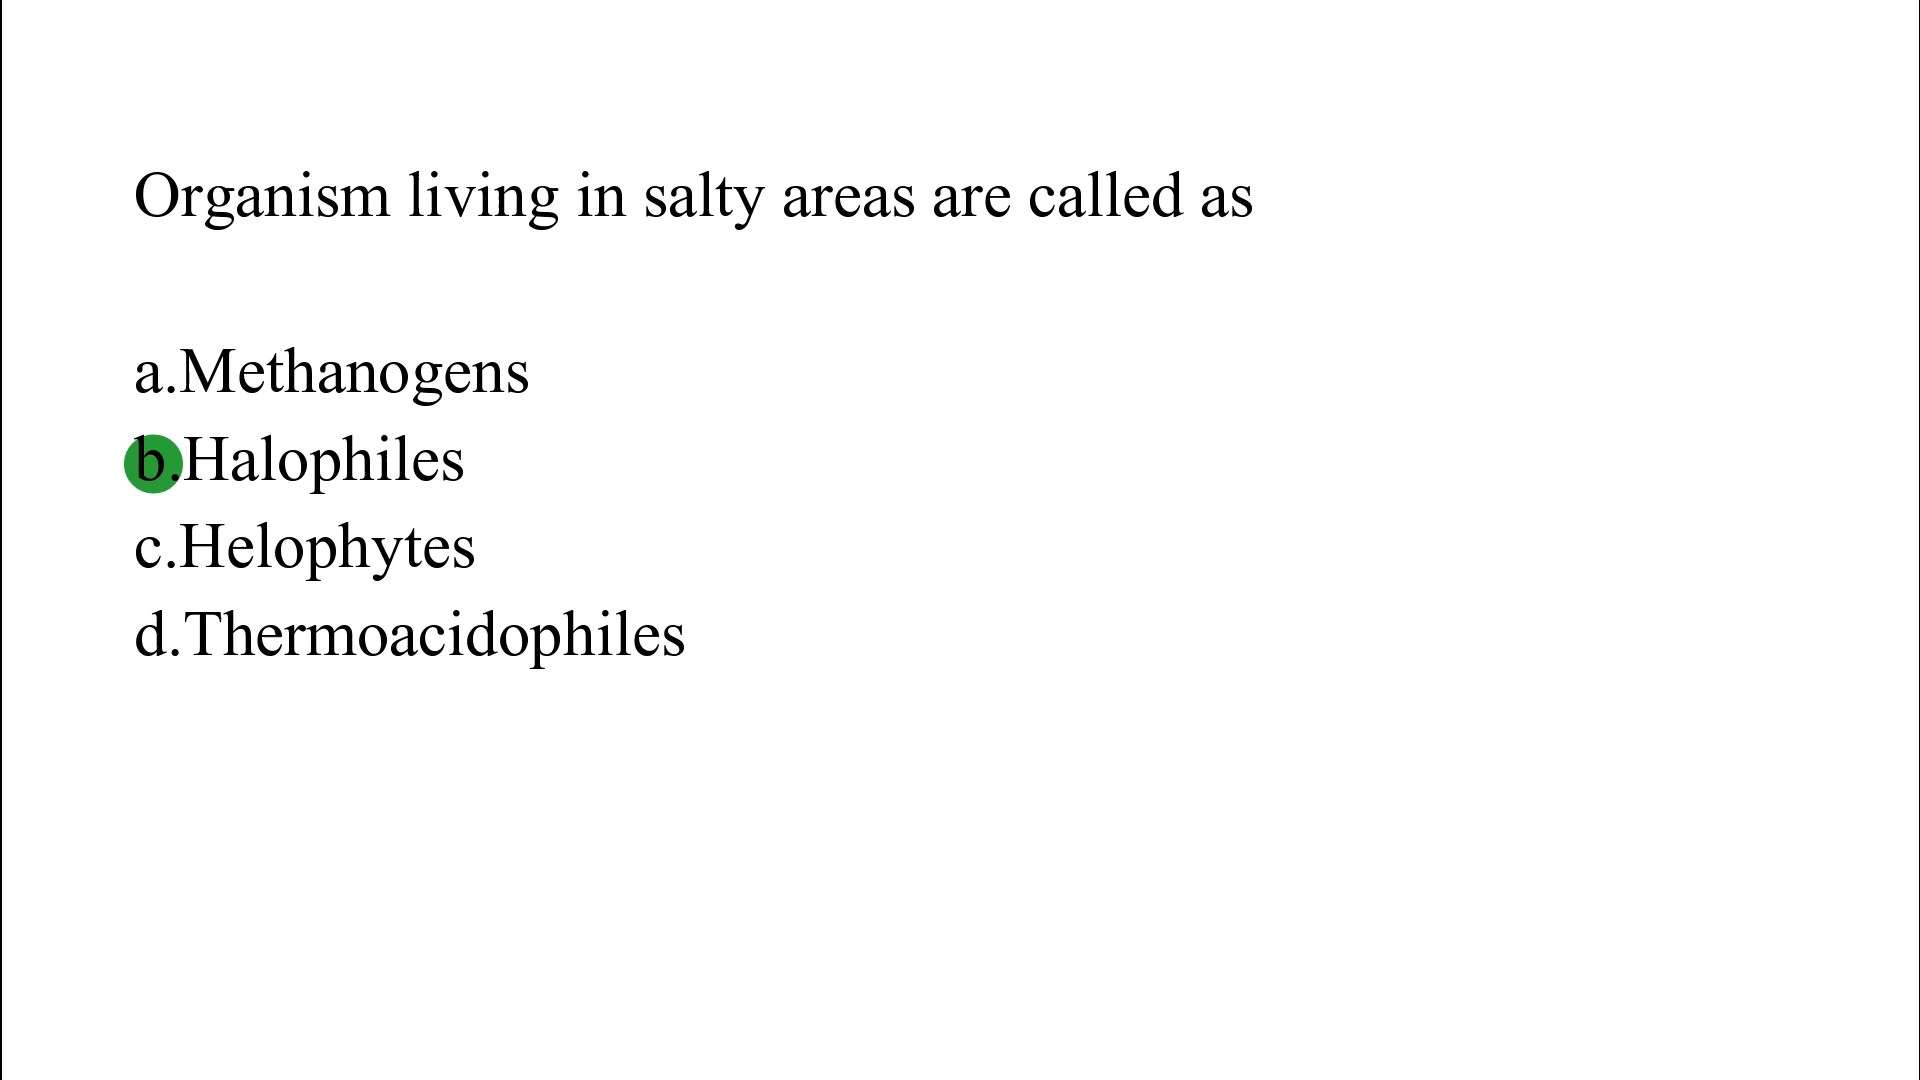 Organism living in salty areas are called as
a.Methanogens
b.Halophiles
c.Helophytes
d.Thermoacidophiles